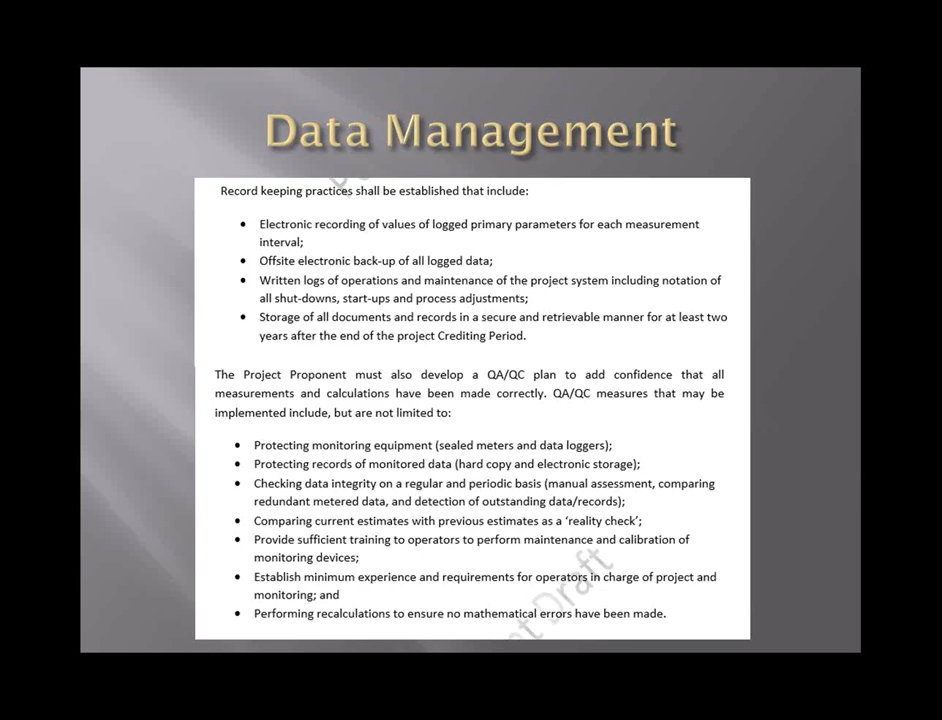 Data Management
Record keeping practices shall be established that include:
• Electronic recording of values of logged primary parameters for each measurement
interval;
• Offsite electronic back-up of all logged data;
• Written logs of operations and maintenance of the project system including notation of
all shut-downs, start-ups and process adjustments;
• Storage of all documents and records in a secure and retrievable manner for at least two
years after the end of the project Crediting Period.
The Project Proponent must also develop a QA/QC plan to add confidence that all
measurements and calculations have been made correctly. QA/QC measures that may be
implemented include, but are not limited to:
• Protecting monitoring equipment (sealed meters and data loggers);
• Protecting records of monitored data (hard copy and electronic storage);
• Checking data integrity on a regular and periodic basis (manual assessment, comparing
redundant metered data, and detection of outstanding data/records);
• Comparing current estimates with previous estimates as a ‘reality check’;
• Provide sufficient training to operators to perform maintenance and calibration of
monitoring devices;
• Establish minimum experience and requirements for operators in charge of project and
monitoring; and
• Performing recalculations to ensure no mathematical errors have been made.
Draft